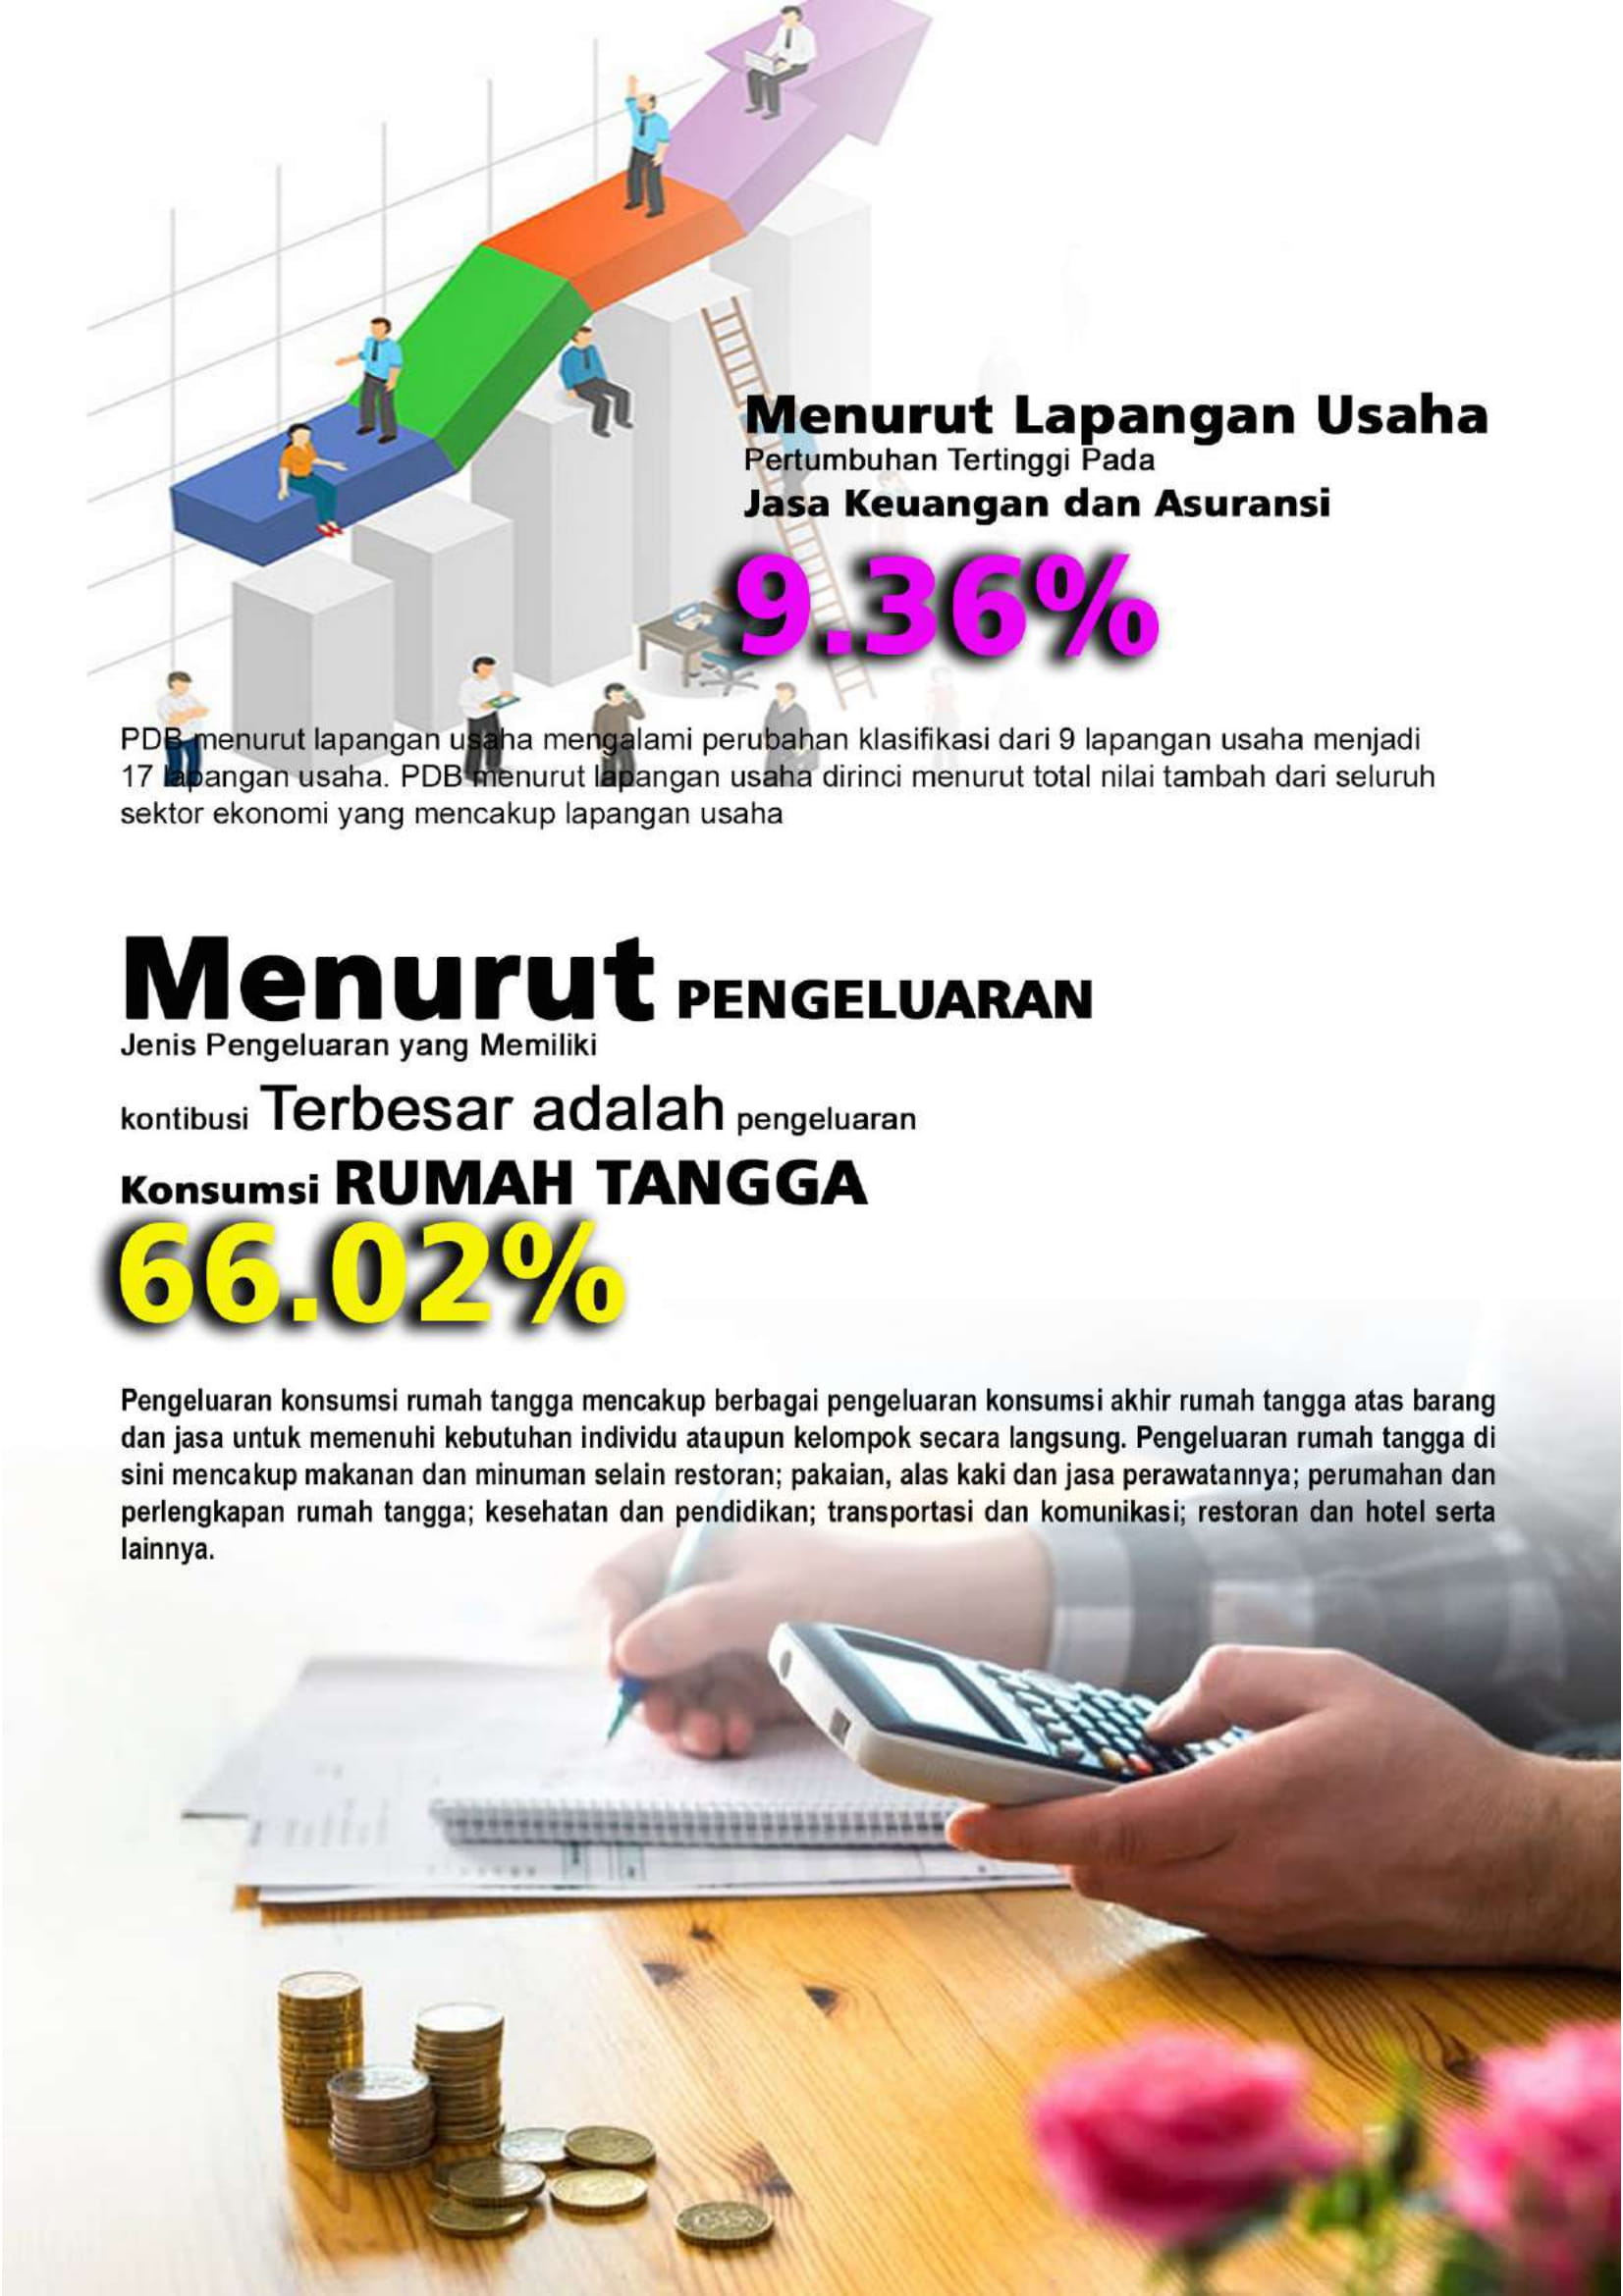 Menurut Lapangan Usaha
Pertumbuhan Tertinggi Pada
Jasa Keuangan dan Asuransi
9.36%
PDB menurut lapangan usaha mengalami perubahan klasifikasi dari 9 lapangan usaha menjadi
17 lapangan usaha. PDB menurut lapangan usaha dirinci menurut total nilai tambah dari seluruh
sektor ekonomi yang mencakup lapangan usaha
Menurut PENGELUARAN
Jenis Pengeluaran yang Memiliki
kontibusi Terbesar adalah pengeluaran
Konsumsi RUMAH TANGGA
66.02%
Pengeluaran konsumsi rumah tangga mencakup berbagai pengeluaran konsumsi akhir rumah tangga atas barang
dan jasa untuk memenuhi kebutuhan individu ataupun kelompok secara langsung. Pengeluaran rumah tangga di
sini mencakup makanan dan minuman selain restoran; pakaian, alas kaki dan jasa perawatannya; perumahan dan
perlengkapan rumah tangga; kesehatan dan pendidikan; transportasi dan komunikasi; restoran dan hotel serta
lainnya.